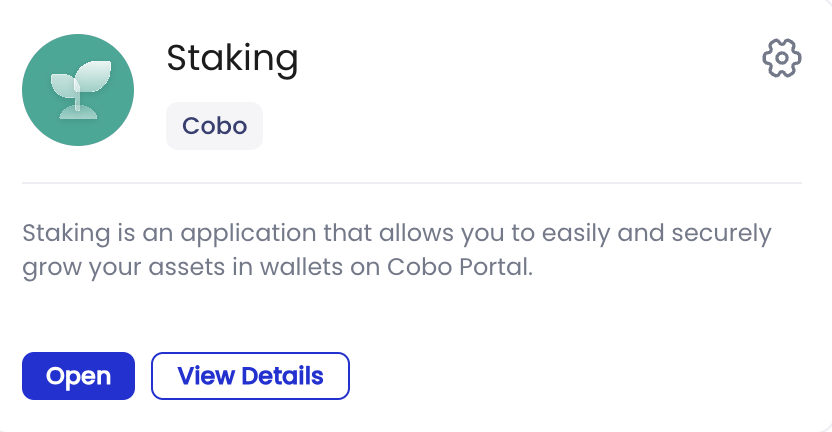 Staking
Cobo
Staking is an application that allows you to easily and securely
grow your assets in wallets on Cobo Portal.
Open
View Details